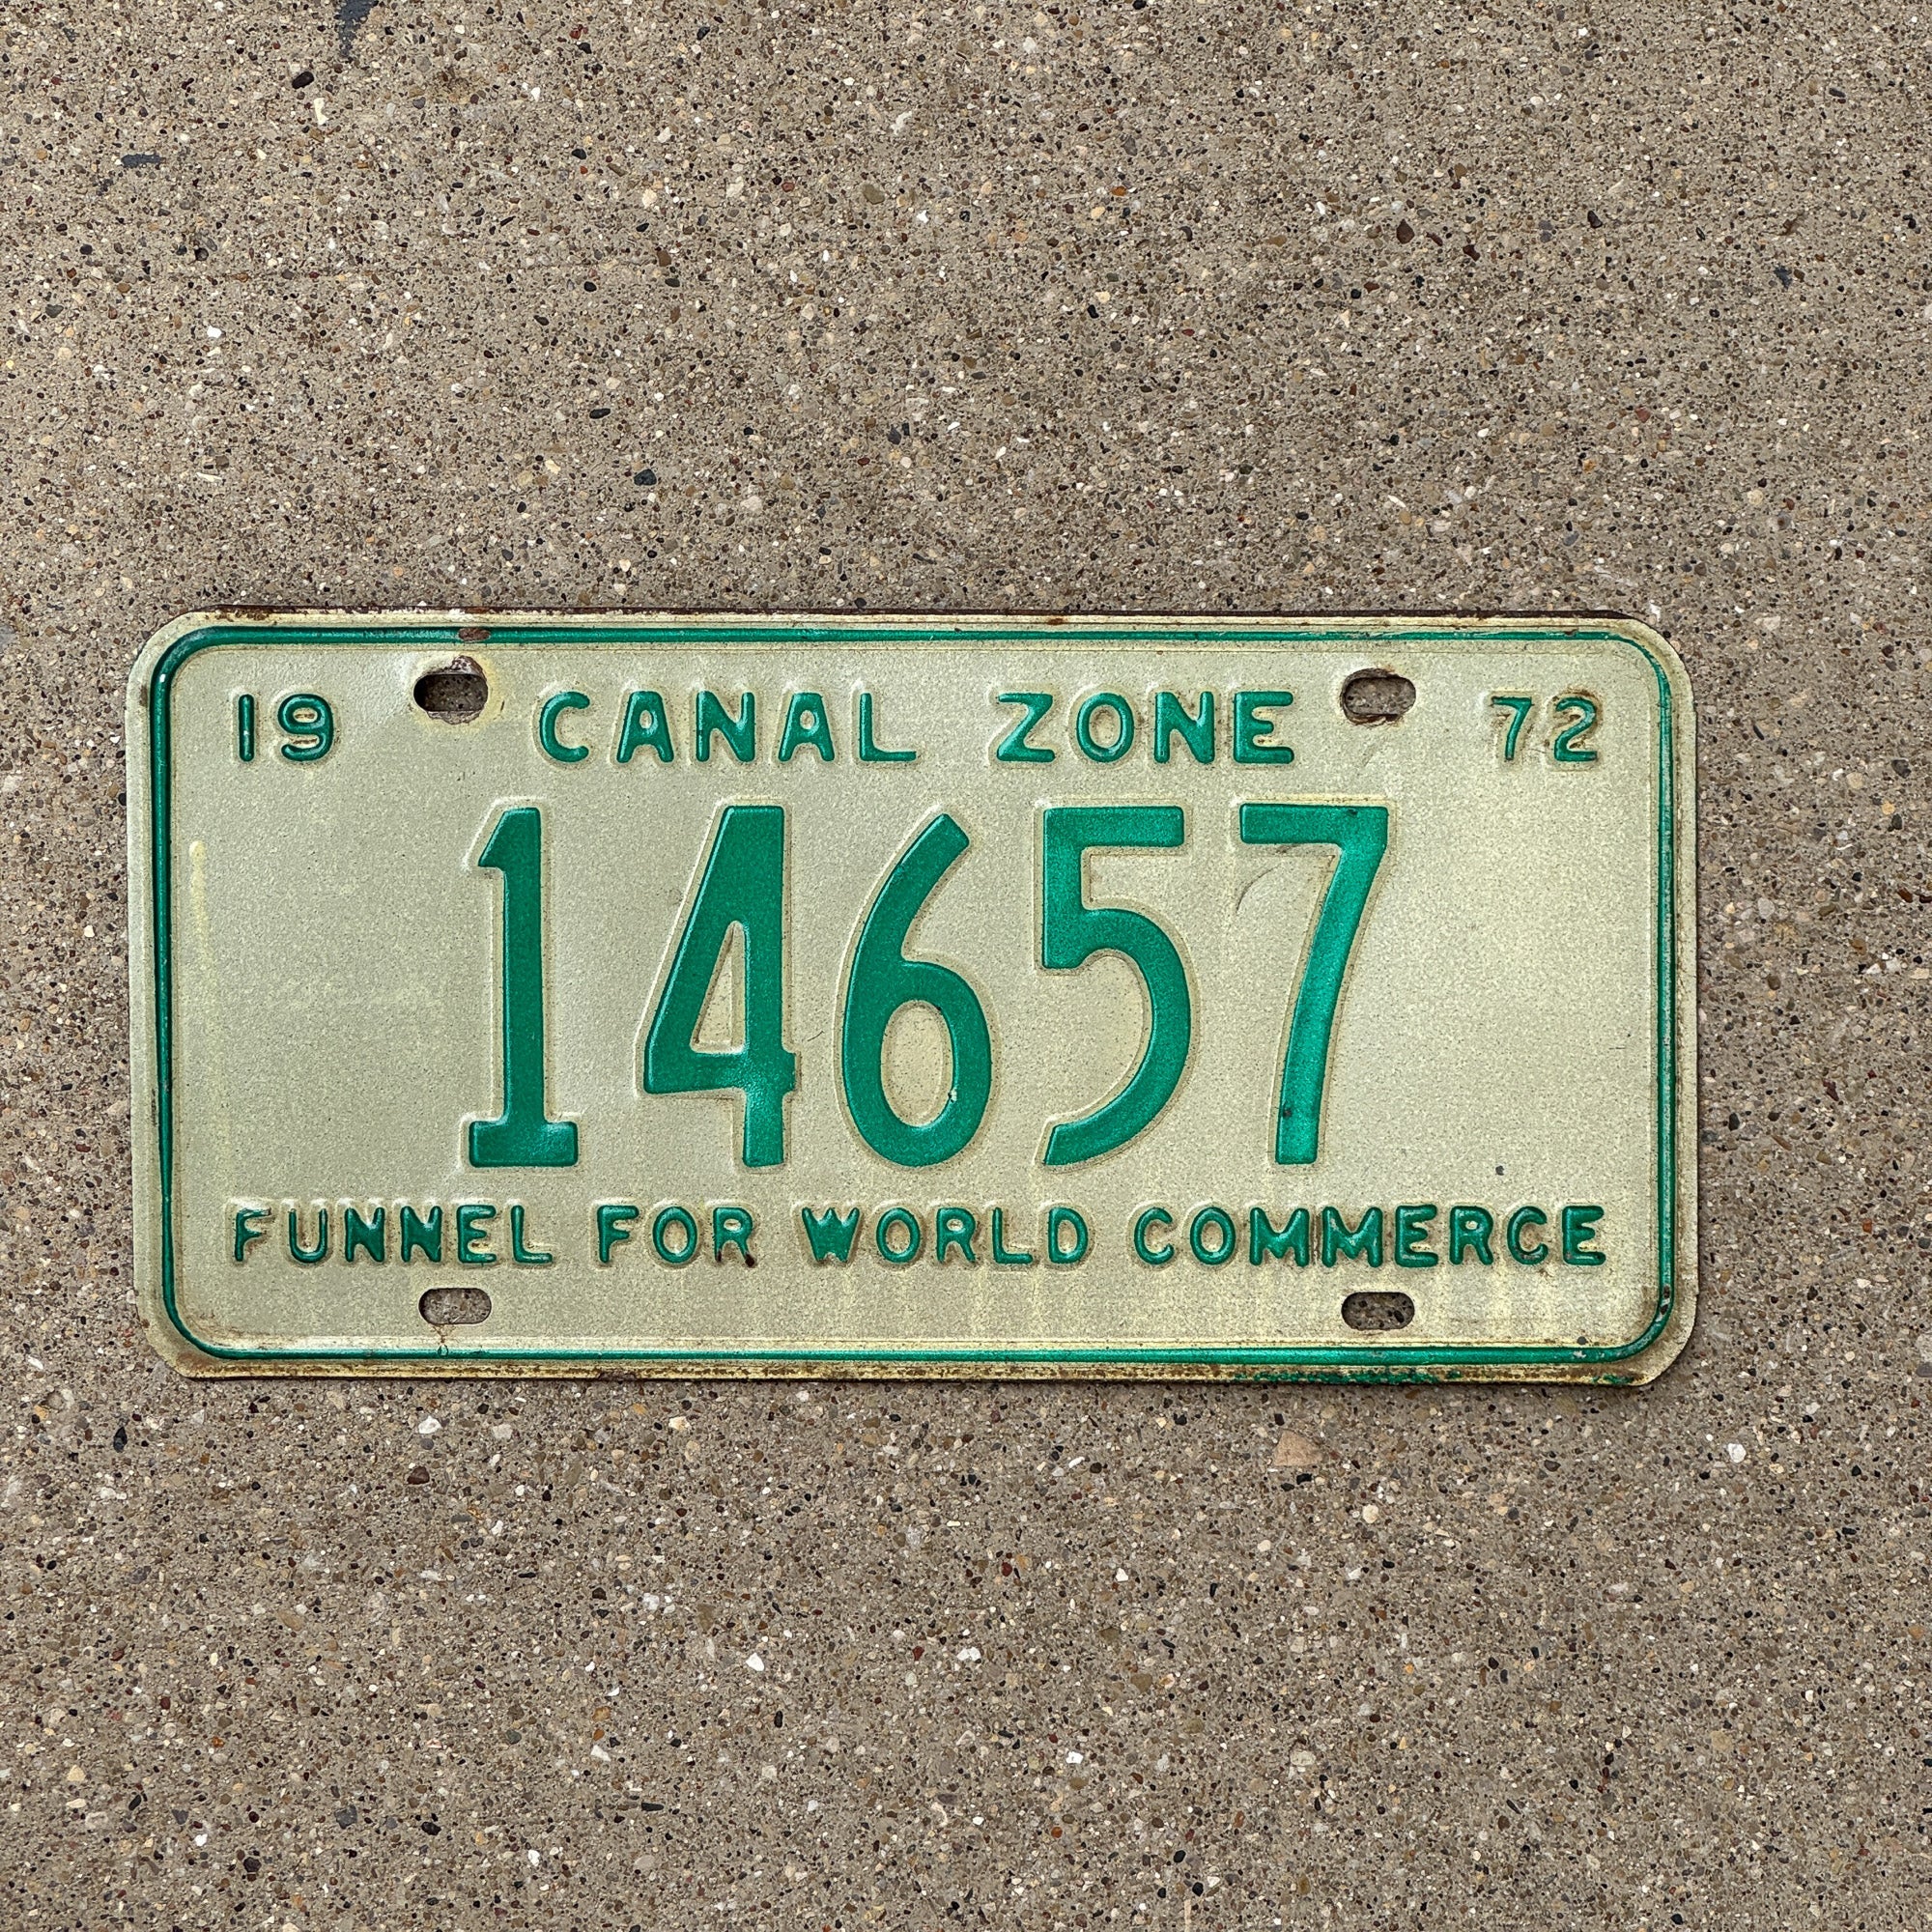 19 CANAL ZONE 72
14657
FUNNEL FOR WORLD COMMERCE